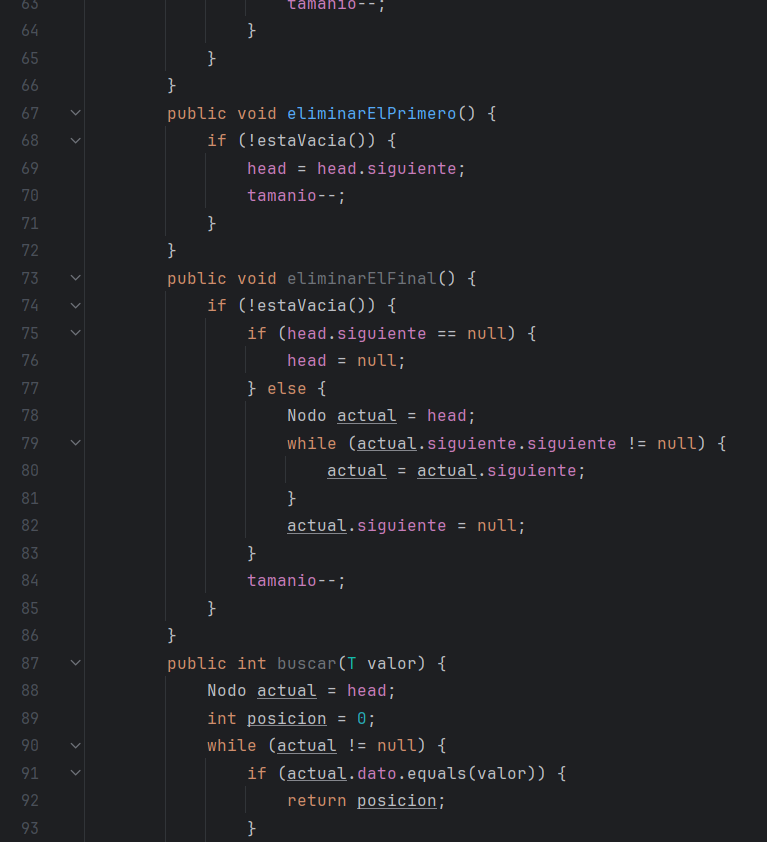 63 tamanio--;
64 }
65 }
66 }
67 public void eliminarElPrimero() {
68 if (!estaVacia()) {
69 head = head.siguiente;
70 tamanio--;
71 }
72 }
73 public void eliminarElFinal() {
74 if (!estaVacia()) {
75 if (head.siguiente == null) {
76 head = null;
77 } else {
78 Nodo actual = head;
79 while (actual.siguiente.siguiente != null) {
80 actual = actual.siguiente;
81 }
82 actual.siguiente = null;
83 }
84 tamanio--;
85 }
86 }
87 public int buscar(T valor) {
88 Nodo actual = head;
89 int posicion = 0;
90 while (actual != null) {
91 if (actual.dato.equals(valor)) {
92 return posicion;
93 }